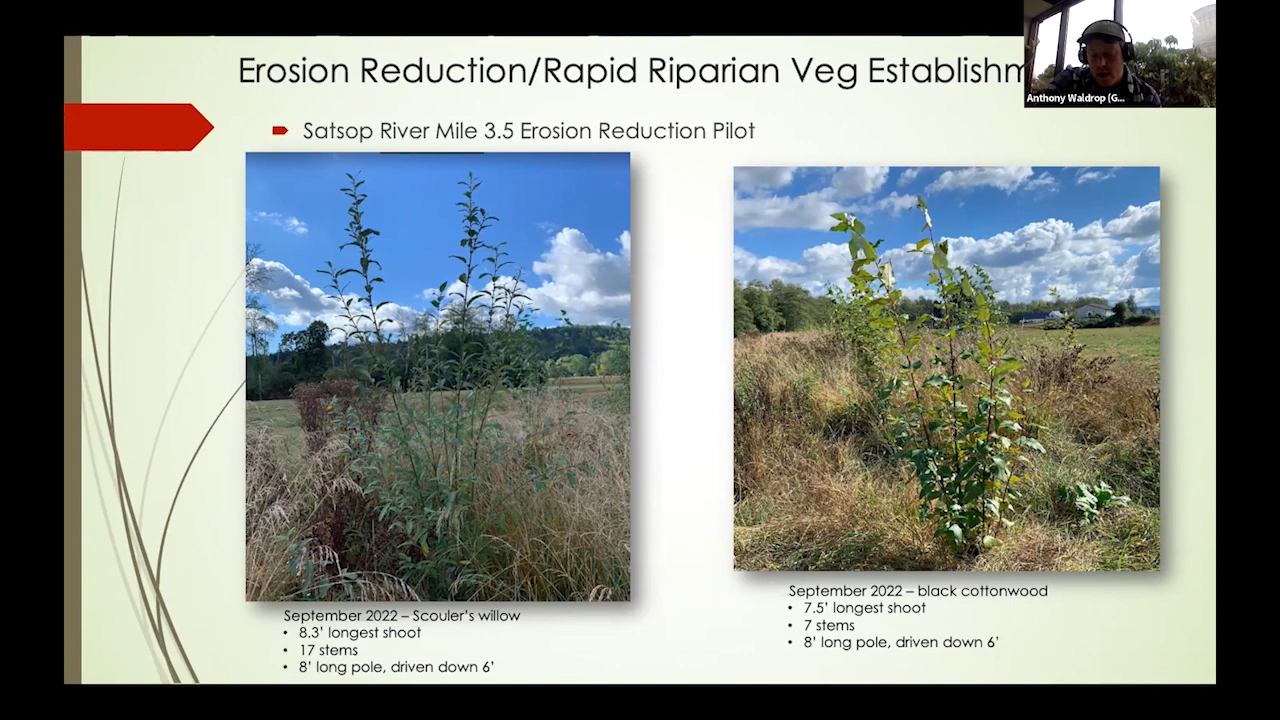 Erosion Reduction/Rapid Riparian Veg Establishm
Anthony Waldrop (G...
Satsop River Mile 3.5 Erosion Reduction Pilot
September 2022 – Scouler's willow
• 8.3' longest shoot
• 17 stems
• 8' long pole, driven down 6'
September 2022 – black cottonwood
• 7.5' longest shoot
• 7 stems
• 8' long pole, driven down 6'